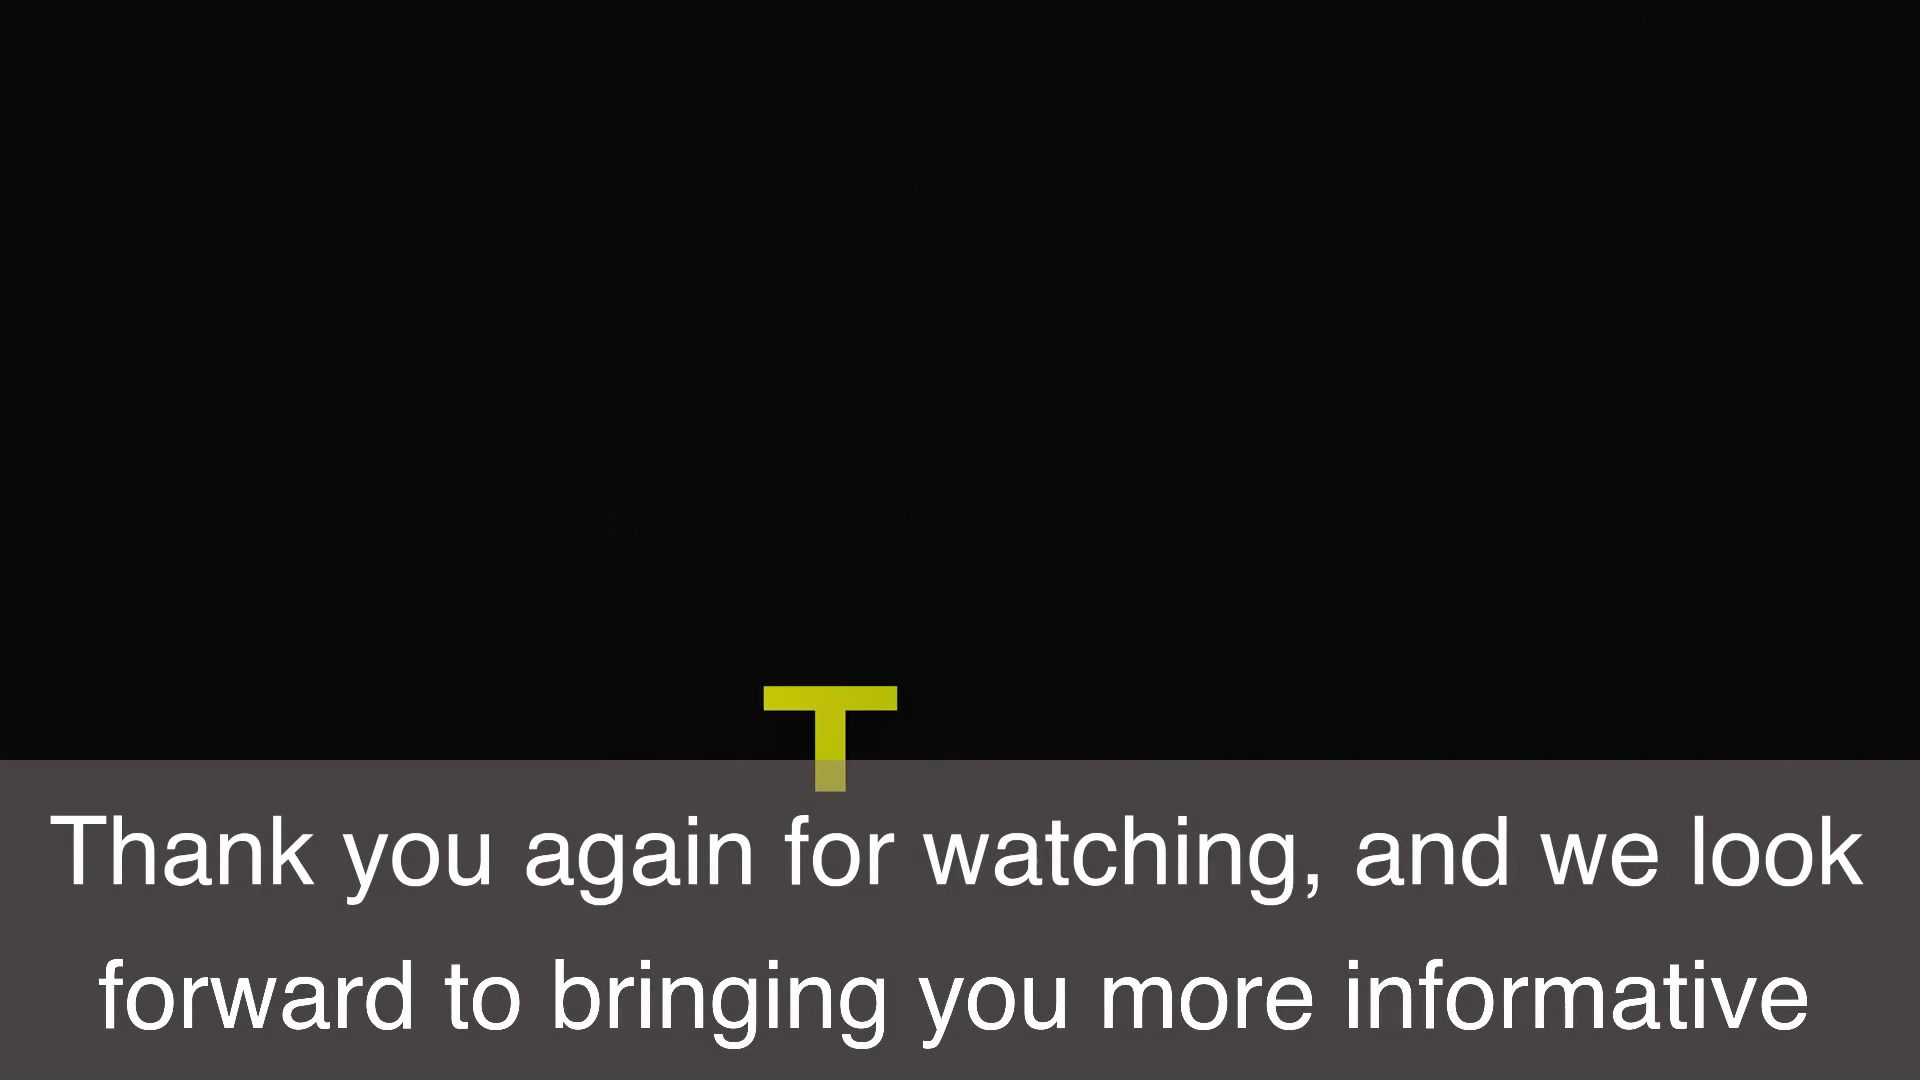 T
Thank you again for watching, and we look
forward to bringing you more informative